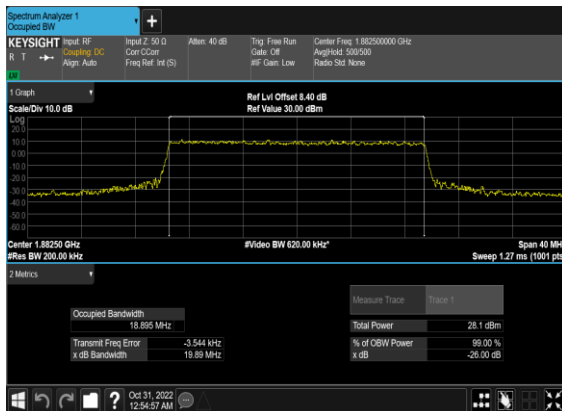 Spectrum Analyzer 1
Occupied BW
KEYSIGHT
R T
Input: RF
Coupling: DC
Align: Auto
Input Z: 50 Ω
Corr CCorr
Freq Ref: Int (S)
Atten: 40 dB
Trig: Free Run
Gate: Off
#IF Gain: Low
Center Freq: 1.882500000 GHz
Avg|Hold: 500/500
Radio Std: None
1 Graph
Scale/Div 10.0 dB
Ref Lvl Offset 8.40 dB
Ref Value 30.00 dBm
Log
20.0
10.0
0.00
-10.0
-20.0
-30.0
-40.0
-50.0
-60.0
Center 1.88250 GHz
#Res BW 200.00 kHz
#Video BW 620.00 kHz*
Span 40 MH
Sweep 1.27 ms (1001 pts
2 Metrics
Measure Trace
Trace 1
Occupied Bandwidth
18.895 MHz
Total Power
28.1 dBm
Transmit Freq Error
-3.544 kHz
% of OBW Power
99.00 %
x dB Bandwidth
19.89 MHz
x dB
-26.00 dB
?
Oct 31, 2022
12:54:57 AM